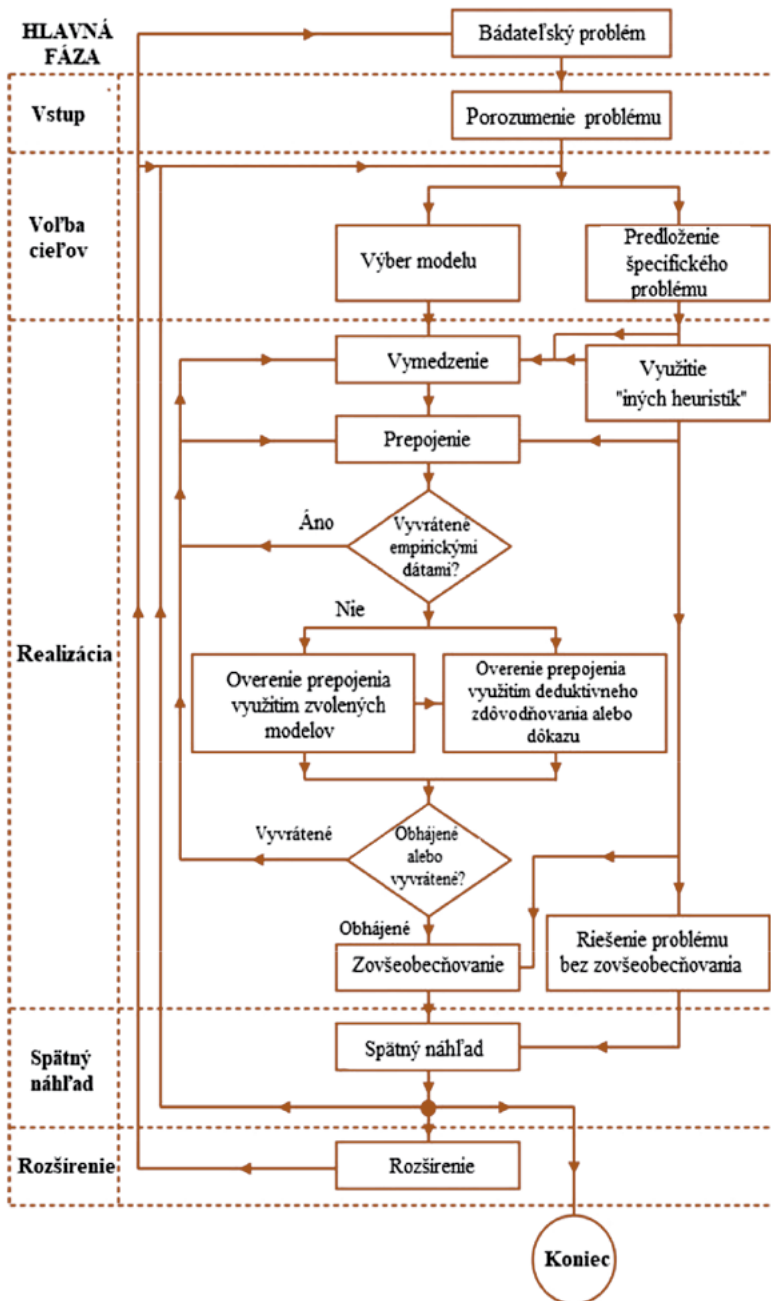 HLAVNÁ
FÁZA
Bádateľský problém
Vstup
Porozumenie problému
Voľba
cieľov
Výber modelu
Predloženie
špecifického
problému
Realizácia
Vymedzenie
Využitie
"iných heuristík"
Prepojenie
Áno
Vyvrátené
empirickými
dátami?
Nie
Overenie prepojenia
využitím zvolených
modelov
Overenie prepojenia
využitím deduktívneho
zdôvodňovania alebo
dôkazu
Vyvrátené
Obhájené
alebo
vyvrátené?
Obhájené
Zovšeobecňovanie
Riešenie problému
bez zovšeobecňovania
Spätný
náhľad
Spätný náhľad
Rozšírenie
Rozšírenie
Koniec